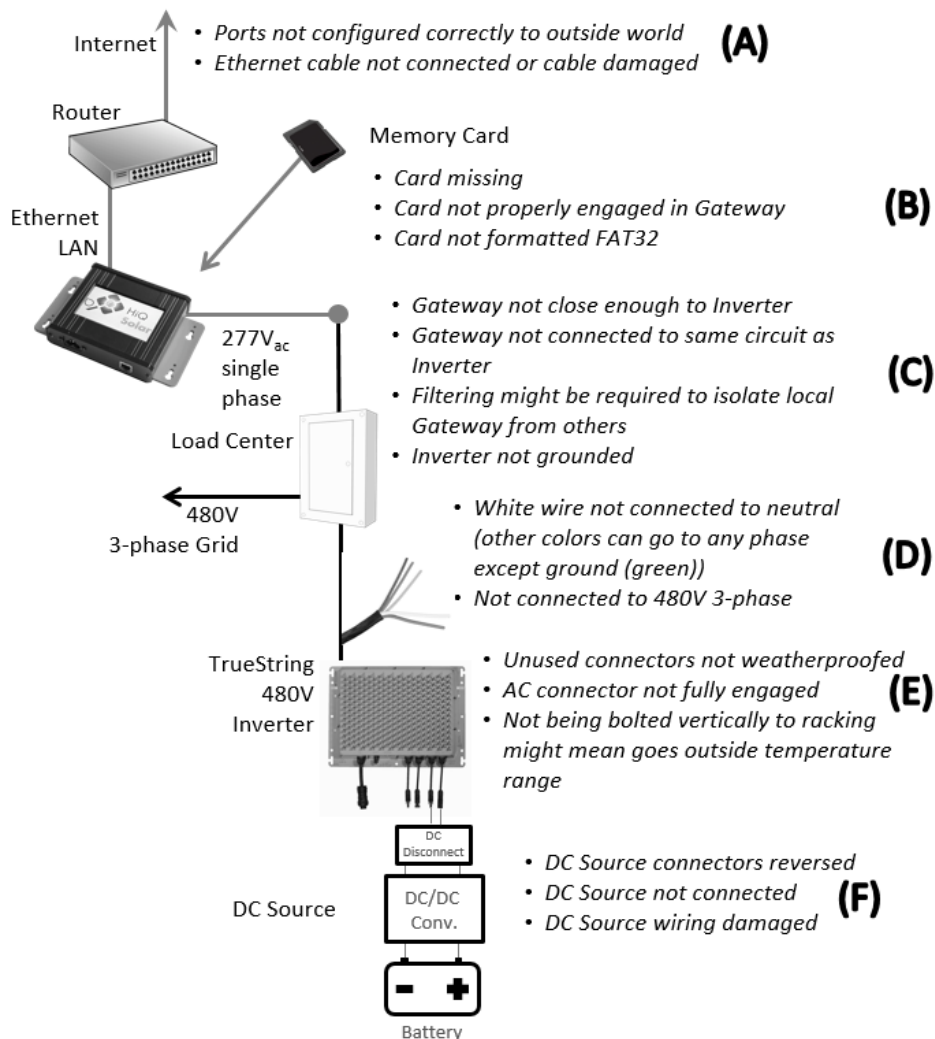 Internet
• Ports not configured correctly to outside world
• Ethernet cable not connected or cable damaged
(A)
Router
Memory Card
• Card missing
• Card not properly engaged in Gateway
• Card not formatted FAT32
(B)
Ethernet
LAN
HiQ
Solar
277Vac
single
phase
• Gateway not close enough to Inverter
• Gateway not connected to same circuit as
Inverter
• Filtering might be required to isolate local
Gateway from others
• Inverter not grounded
(C)
Load Center
480V
3-phase Grid
• White wire not connected to neutral
(other colors can go to any phase
except ground (green))
• Not connected to 480V 3-phase
(D)
TrueString
480V
Inverter
• Unused connectors not weatherproofed
• AC connector not fully engaged
• Not being bolted vertically to racking
might mean goes outside temperature
range
(E)
DC
Disconnect
DC Source
DC/DC
Conv.
• DC Source connectors reversed
• DC Source not connected
• DC Source wiring damaged
(F)
Battery